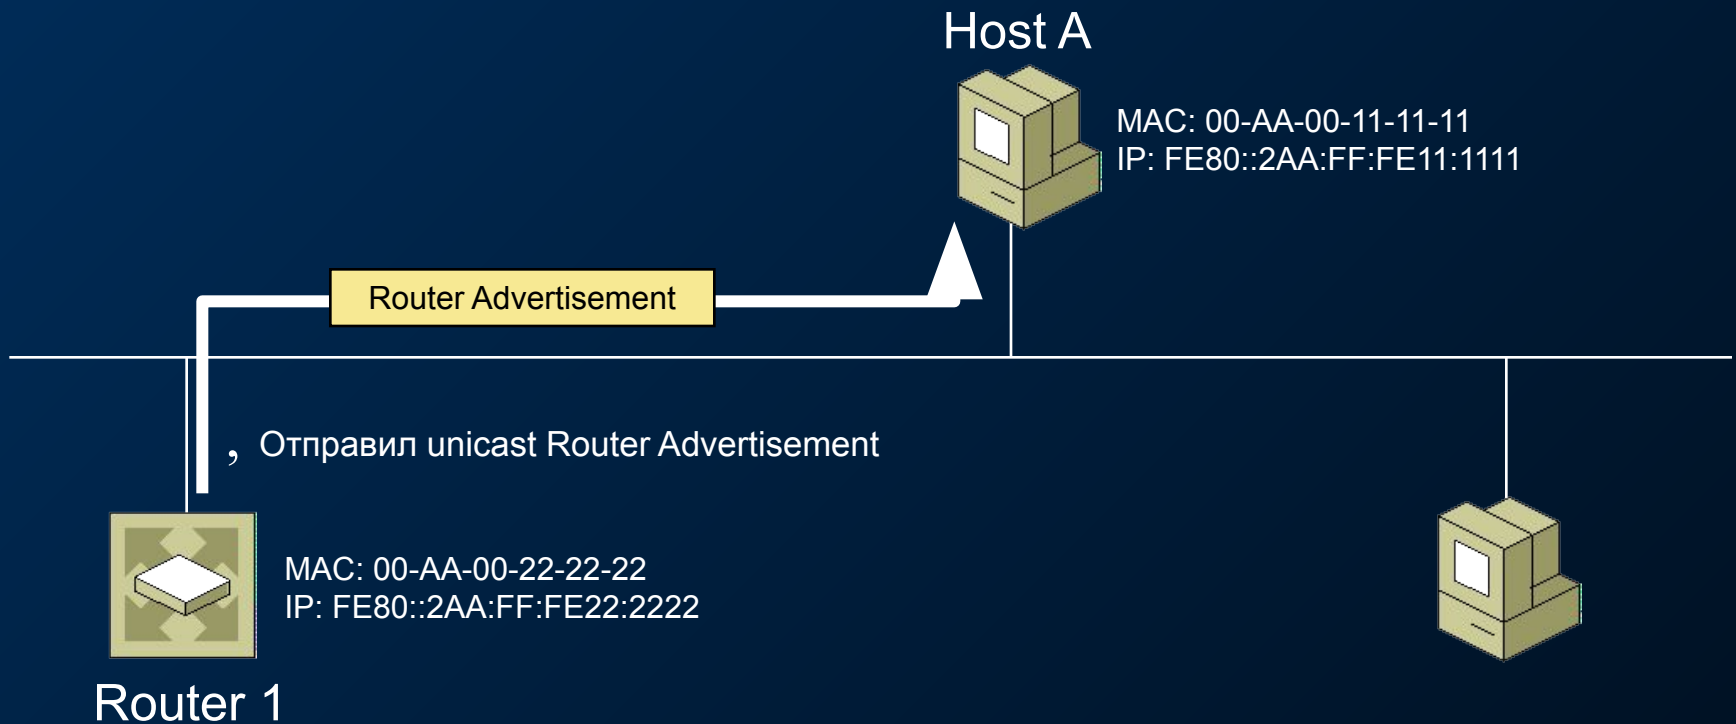 Host A
MAC: 00-AA-00-11-11-11
IP: FE80::2AA:FF:FE11:1111
Router Advertisement
, Отправил unicast Router Advertisement
MAC: 00-AA-00-22-22-22
IP: FE80::2AA:FF:FE22:2222
Router 1